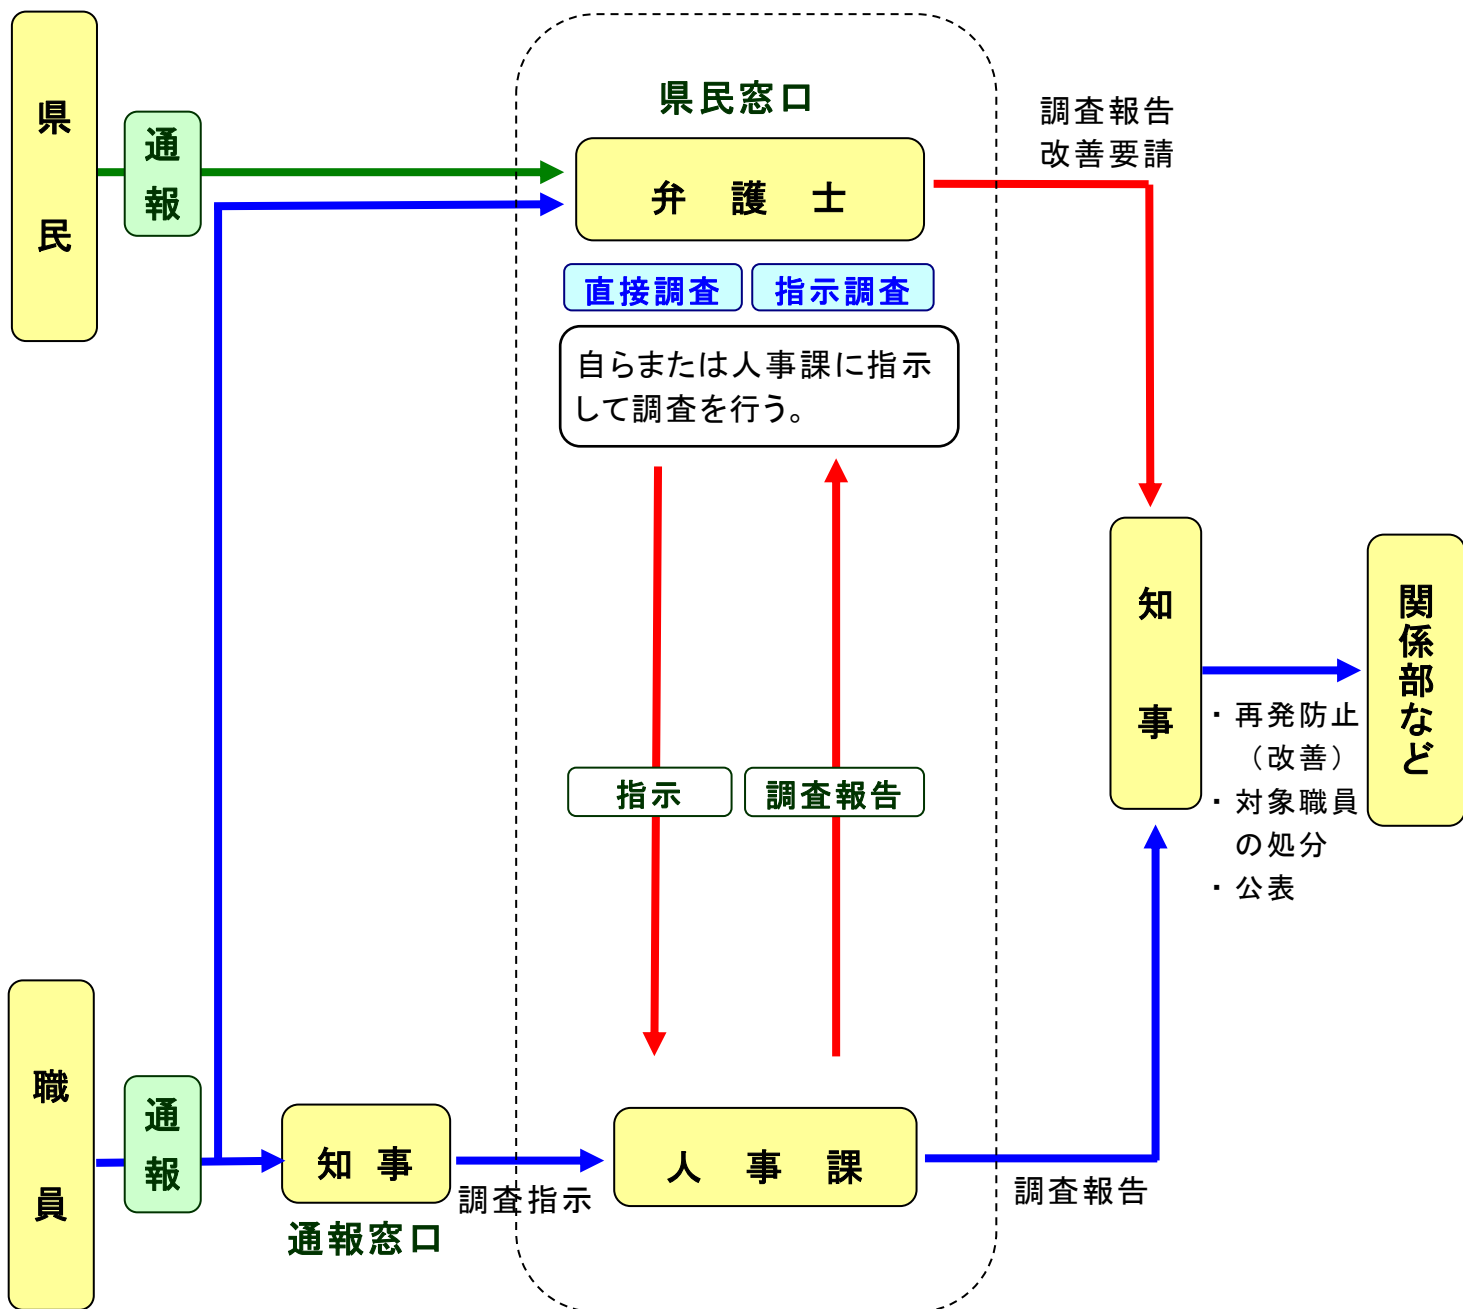 県民
通報
県民窓口
弁護士
調査報告
改善要請
直接調査
指示調査
自らまたは人事課に指示
して調査を行う。
知事
関係部など
・再発防止
（改善）
・対象職員
の処分
・公表
指示
調査報告
職員
通報
知事
通報窓口
調査指示
人事課
調査報告